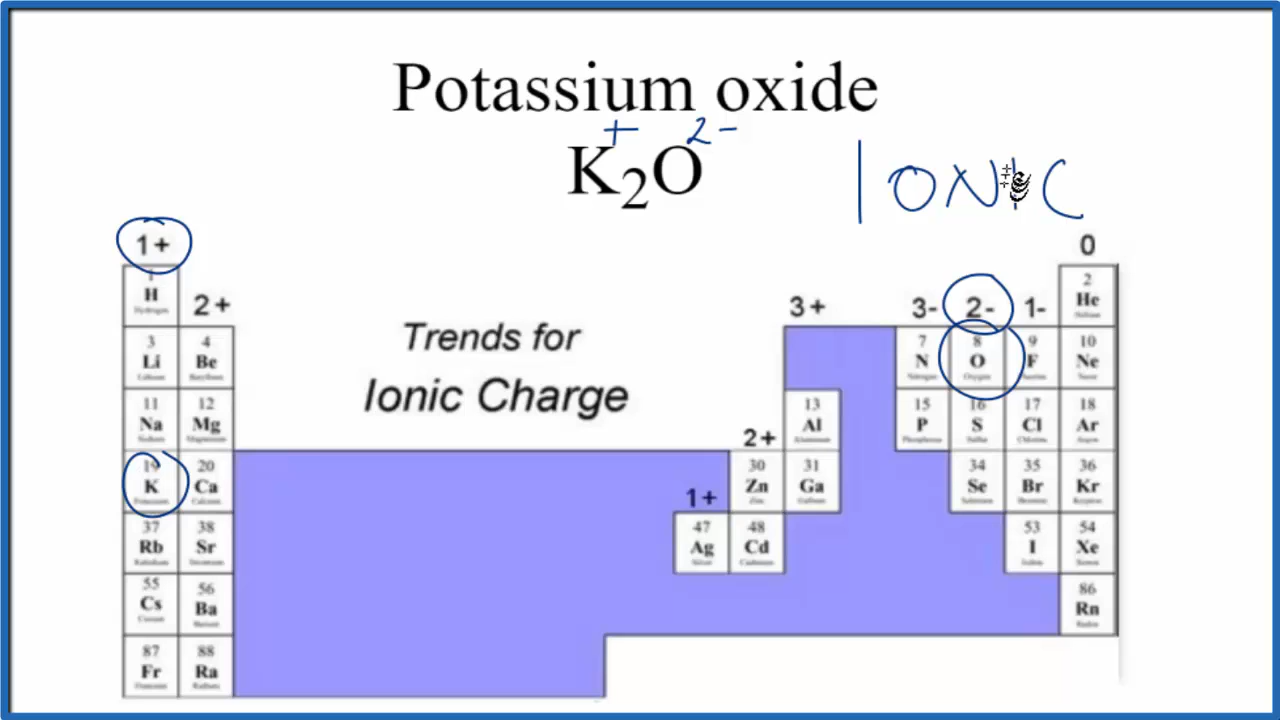 Potassium oxide
+ 2-
K₂O
IONIC
1+
0
1
H
Hydrogen
2+
3+
3- 2- 1-
2
He
Helium
Trends for
Ionic Charge
3
Li
Lithium
4
Be
Beryllium
7
N
Nitrogen
8
O
Oxygen
9
F
10
Ne
Neon
11
Na
Sodium
12
Mg
Magnesium
13
Al
Aluminum
15
P
Phosphorus
16
S
Sulfur
17
Cl
Chlorine
18
Ar
Argon
2+
19
K
Potassium
20
Ca
Calcium
30
Zn
Zinc
31
Ga
Gallium
34
Se
Selenium
35
Br
Bromine
36
Kr
Krypton
1+
37
Rb
Rubidium
38
Sr
Strontium
47
Ag
Silver
48
Cd
Cadmium
53
I
Iodine
54
Xe
Xenon
55
Cs
Cesium
56
Ba
Barium
86
Rn
Radon
87
Fr
Francium
88
Ra
Radium